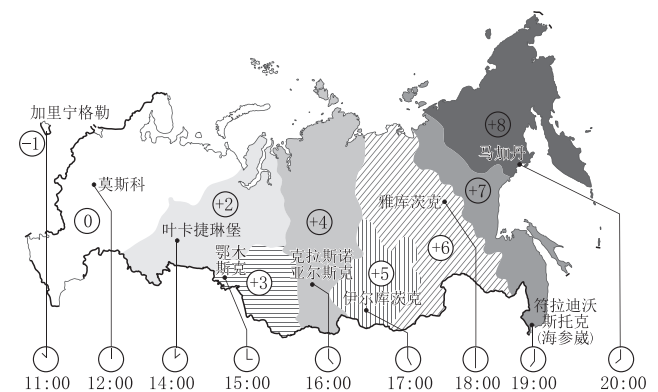 加里宁格勒
-1
莫斯科
0
+2
叶卡捷琳堡
鄂木
斯克
+3
+4
克拉斯诺
亚尔斯克
+5
伊尔库茨克
雅库茨克
+6
+7
+8
马加丹
符拉迪沃
斯托克
(海参崴)
11:00 12:00 14:00 15:00 16:00 17:00 18:00 19:00 20:00